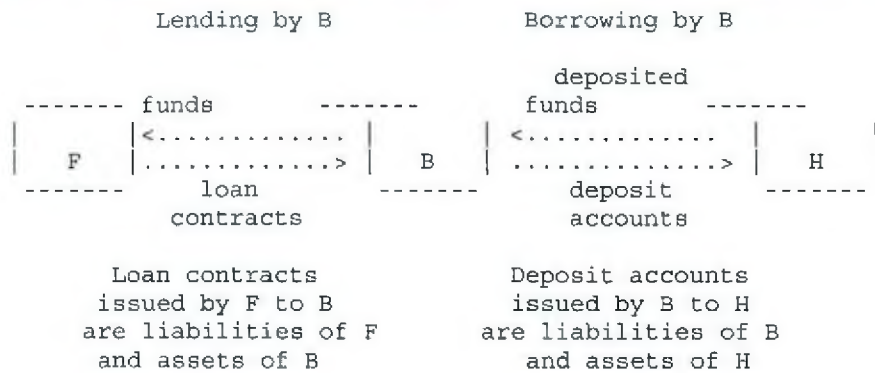 Lending by B Borrowing by B
deposited
------- funds ------- funds -------
| |<............. | | <............. | |
| F |..............> | B | ..............> | H
------- loan ------- deposit -------
contracts accounts
Loan contracts Deposit accounts
issued by F to B issued by B to H
are liabilities of F are liabilities of B
and assets of B and assets of H